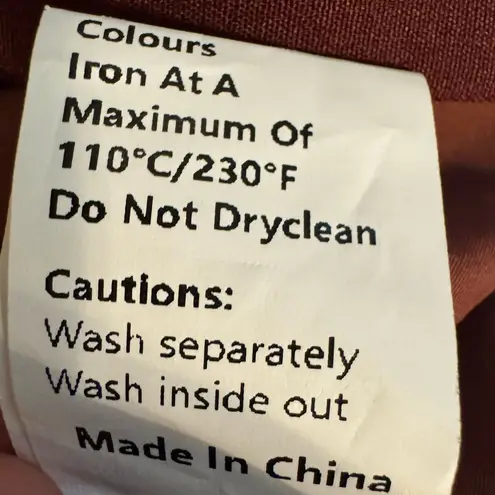 Colours
Iron At A
Maximum Of
110°C/230°F
Do Not Dryclean
Cautions:
Wash separately
Wash inside out
Made In China